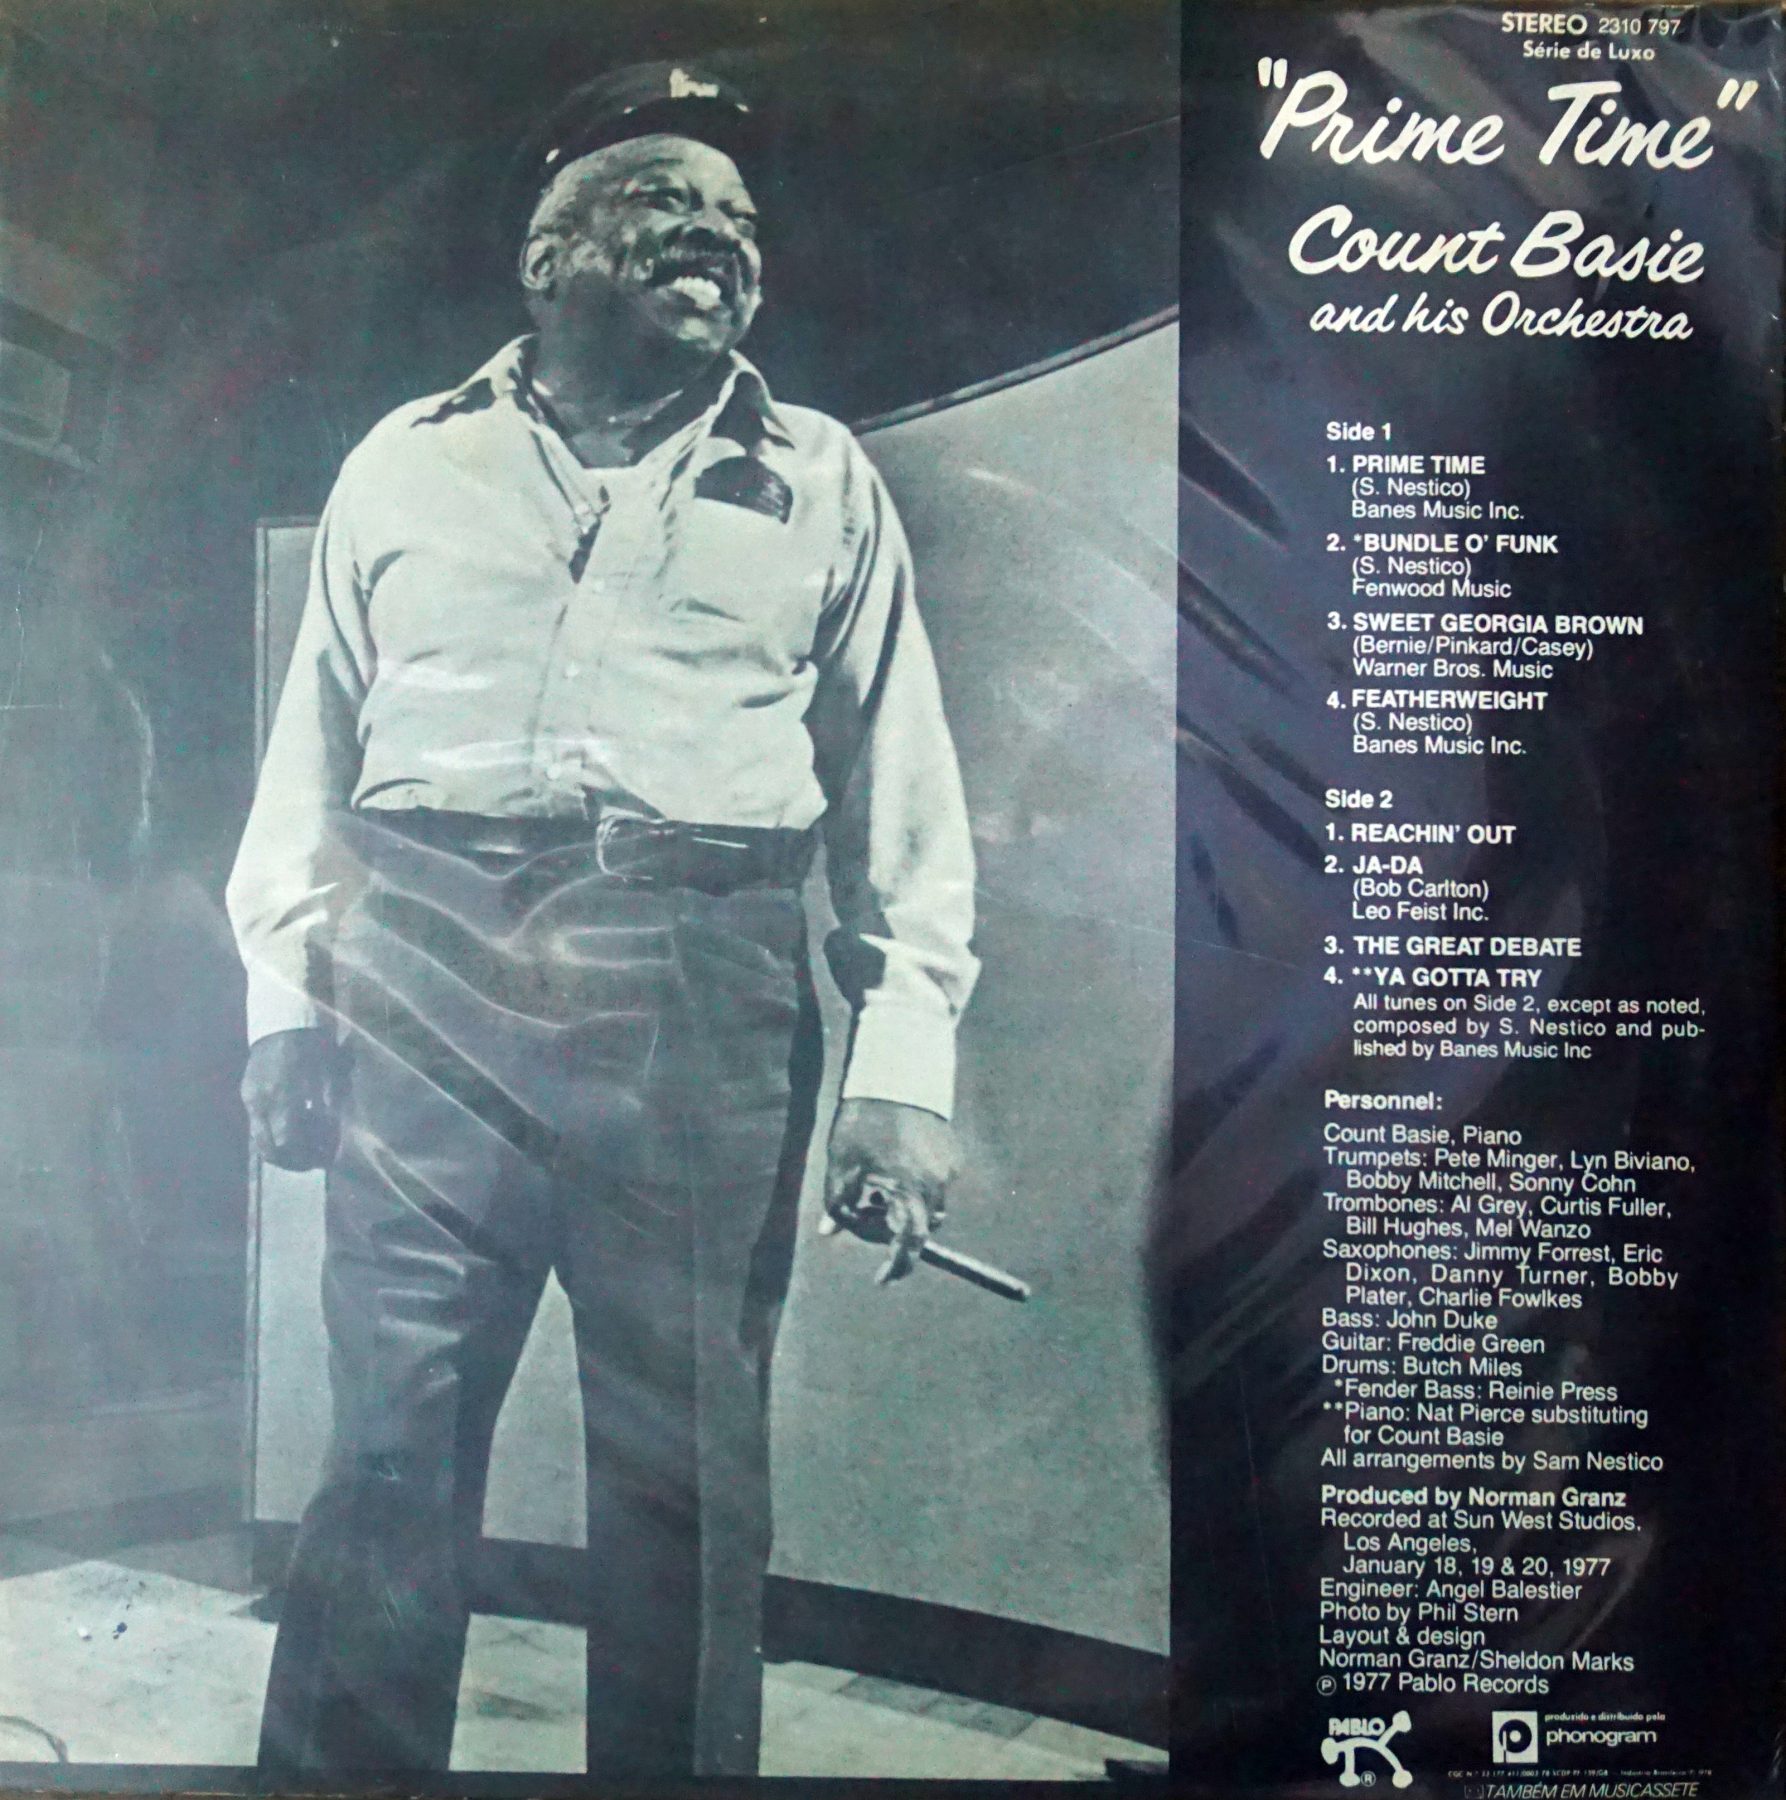 STEREO 2310 797
Série de Luxo
"Prime Time"
Count Basie
and his Orchestra
Side 1
1. PRIME TIME
(S. Nestico)
Banes Music Inc.
2. *BUNDLE O' FUNK
(S. Nestico)
Fenwood Music
3. SWEET GEORGIA BROWN
(Bernie/Pinkard/Casey)
Warner Bros. Music
4. FEATHERWEIGHT
(S. Nestico)
Banes Music Inc.
Side 2
1. REACHIN' OUT
2. JA-DA
(Bob Carlton)
Leo Feist Inc.
3. THE GREAT DEBATE
4. **YA GOTTA TRY
All tunes on Side 2, except as noted,
composed by S. Nestico and pub-
lished by Banes Music Inc
Personnel:
Count Basie, Piano
Trumpets: Pete Minger, Lyn Biviano,
Bobby Mitchell, Sonny Cohn
Trombones: Al Grey, Curtis Fuller,
Bill Hughes, Mel Wanzo
Saxophones: Jimmy Forrest, Eric
Dixon, Danny Turner, Bobby
Plater, Charlie Fowlkes
Bass: John Duke
Guitar: Freddie Green
Drums: Butch Miles
*Fender Bass: Reinie Press
**Piano: Nat Pierce substituting
for Count Basie
All arrangements by Sam Nestico
Produced by Norman Granz
Recorded at Sun West Studios,
Los Angeles,
January 18, 19 & 20, 1977
Engineer: Angel Balestier
Photo by Phil Stern
Layout & design
Norman Granz/Sheldon Marks
℗ 1977 Pablo Records
PABLO
®
produzido e distribuido pela
phonogram
TAMBÉM EM MUSICASSETE